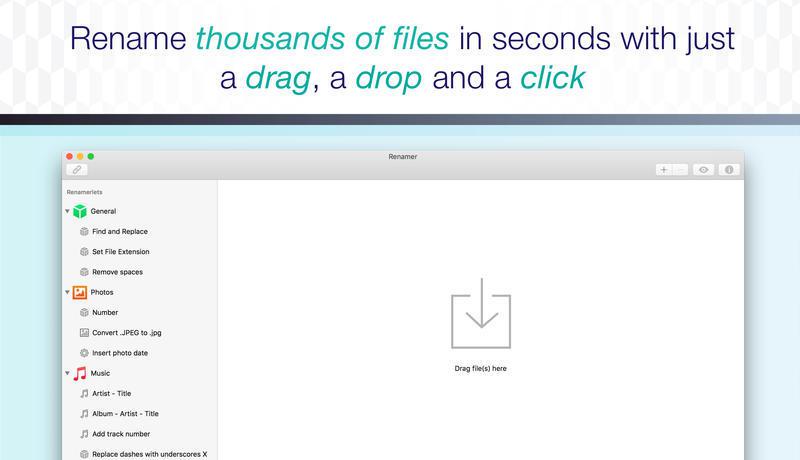 Rename thousands of files in seconds with just
a drag, a drop and a click
Renamer
Renamerlets
General
Find and Replace
Set File Extension
Remove spaces
Photos
Number
Convert .JPEG to .jpg
Insert photo date
Music
Artist - Title
Album - Artist - Title
Add track number
Replace dashes with underscores X
Drag file(s) here